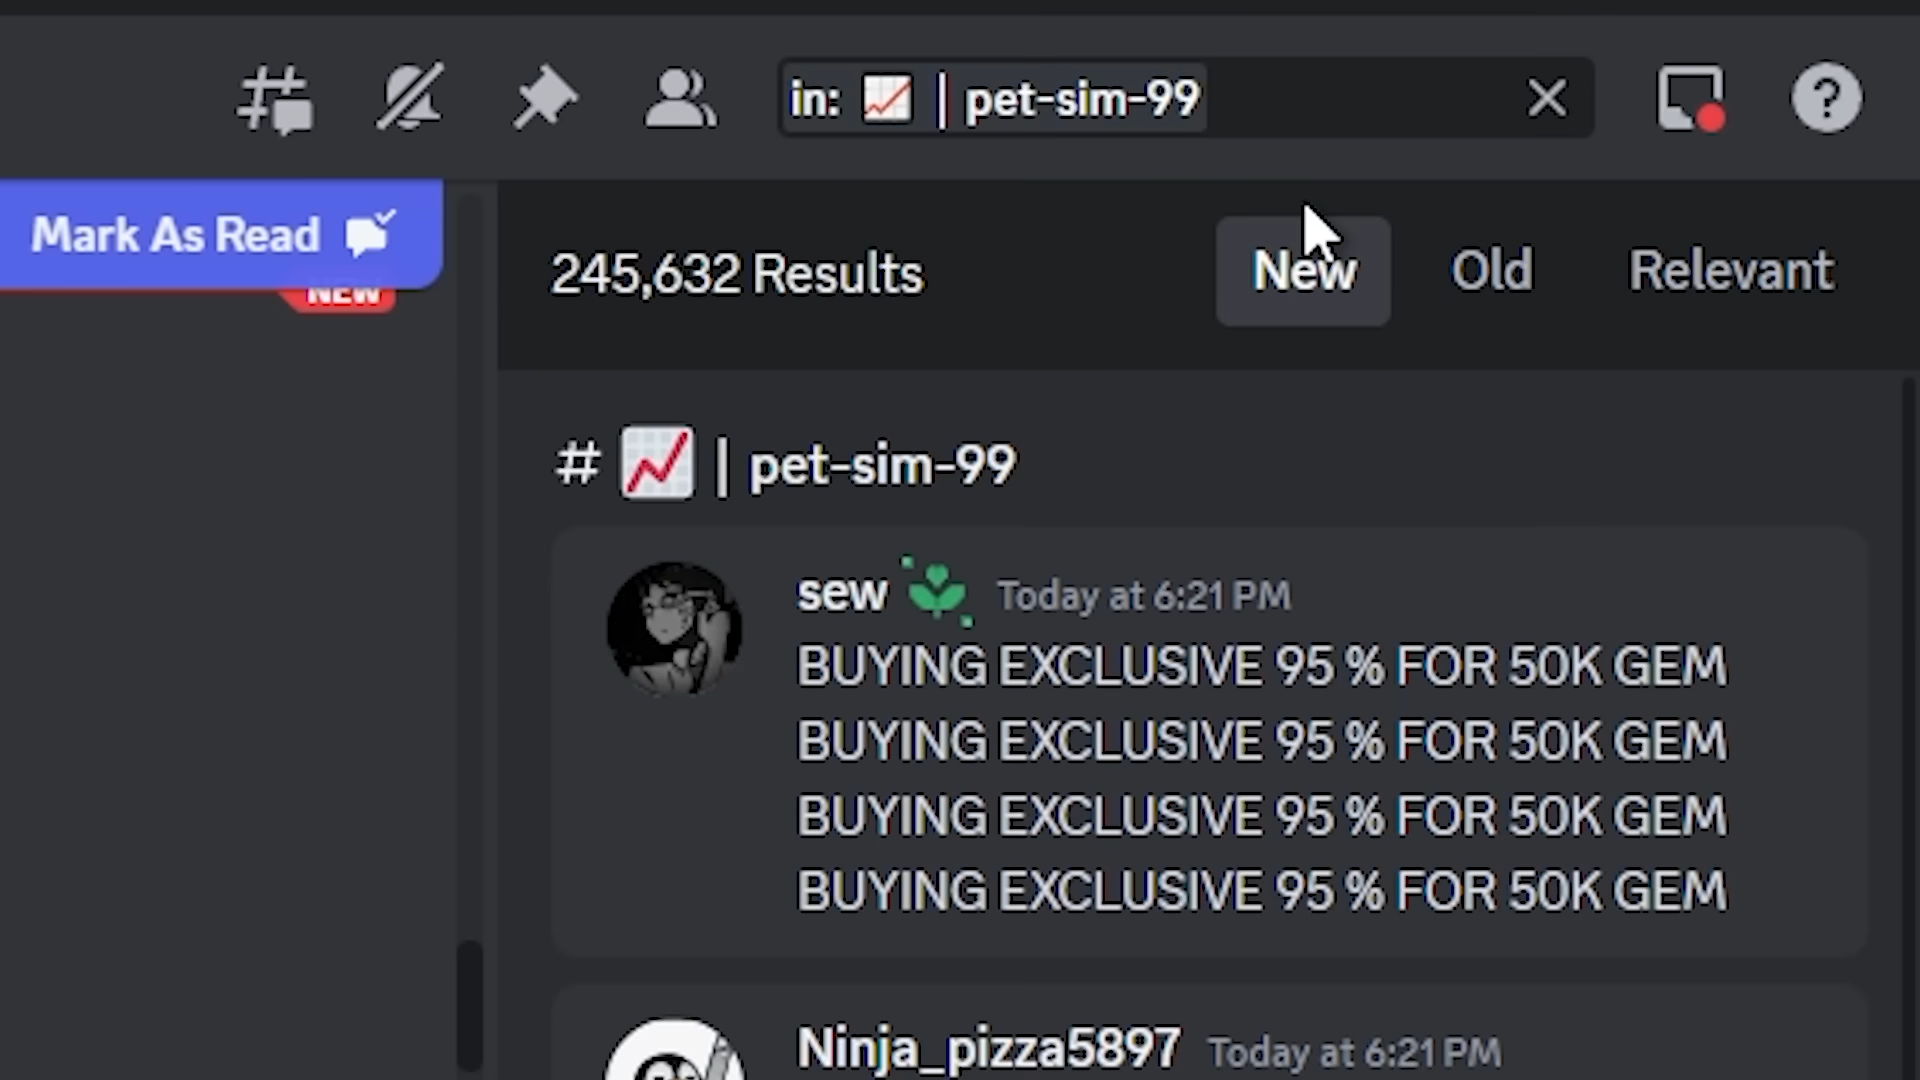 in: 📈 | pet-sim-99
Mark As Read
NEW
245,632 Results
New
Old
Relevant
# 📈 | pet-sim-99
sew Today at 6:21 PM
BUYING EXCLUSIVE 95 % FOR 50K GEM
BUYING EXCLUSIVE 95 % FOR 50K GEM
BUYING EXCLUSIVE 95 % FOR 50K GEM
BUYING EXCLUSIVE 95 % FOR 50K GEM
Ninja_pizza5897 Today at 6:21 PM